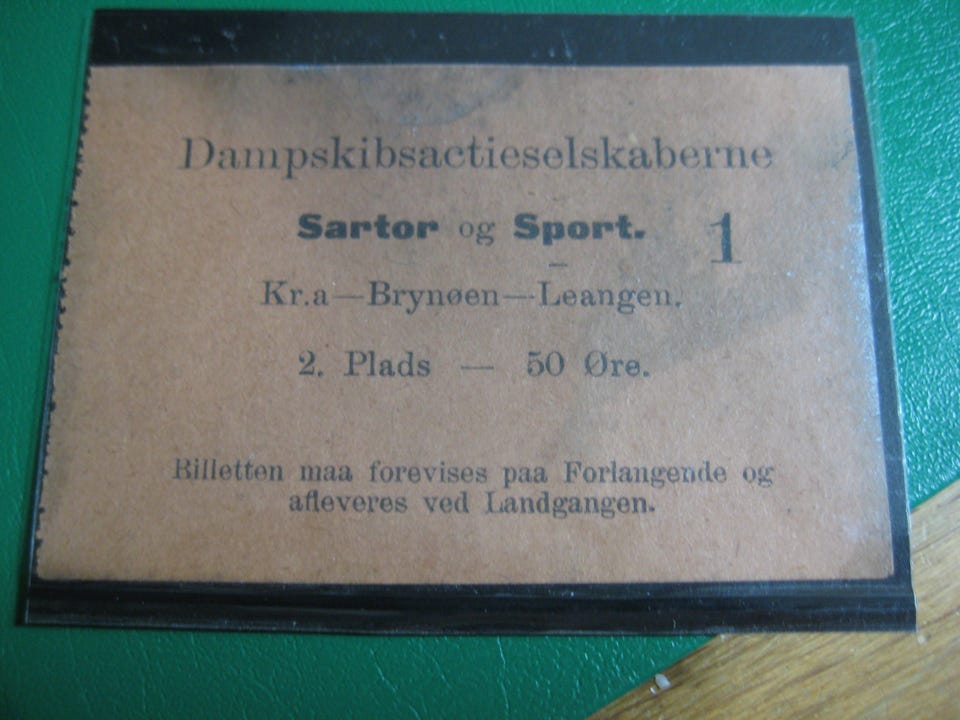 Dampskibsactieselskaberne
Sartor og Sport. 1
Kr.a—Brynøen—Leangen.
2. Plads — 50 Øre.
Billetten maa forevises paa Forlangende og
afleveres ved Landgangen.